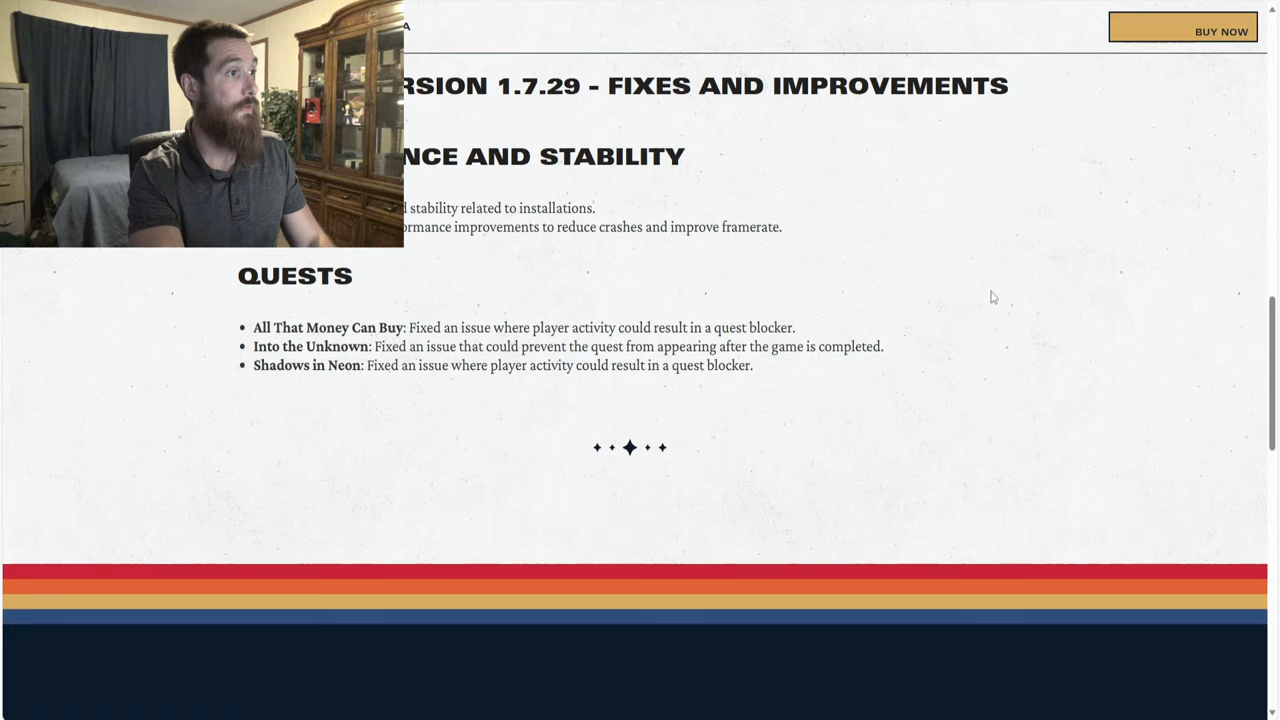 A
BUY NOW
RSION 1.7.29 - FIXES AND IMPROVEMENTS
NCE AND STABILITY
d stability related to installations.
ormance improvements to reduce crashes and improve framerate.
QUESTS
• All That Money Can Buy: Fixed an issue where player activity could result in a quest blocker.
• Into the Unknown: Fixed an issue that could prevent the quest from appearing after the game is completed.
• Shadows in Neon: Fixed an issue where player activity could result in a quest blocker.